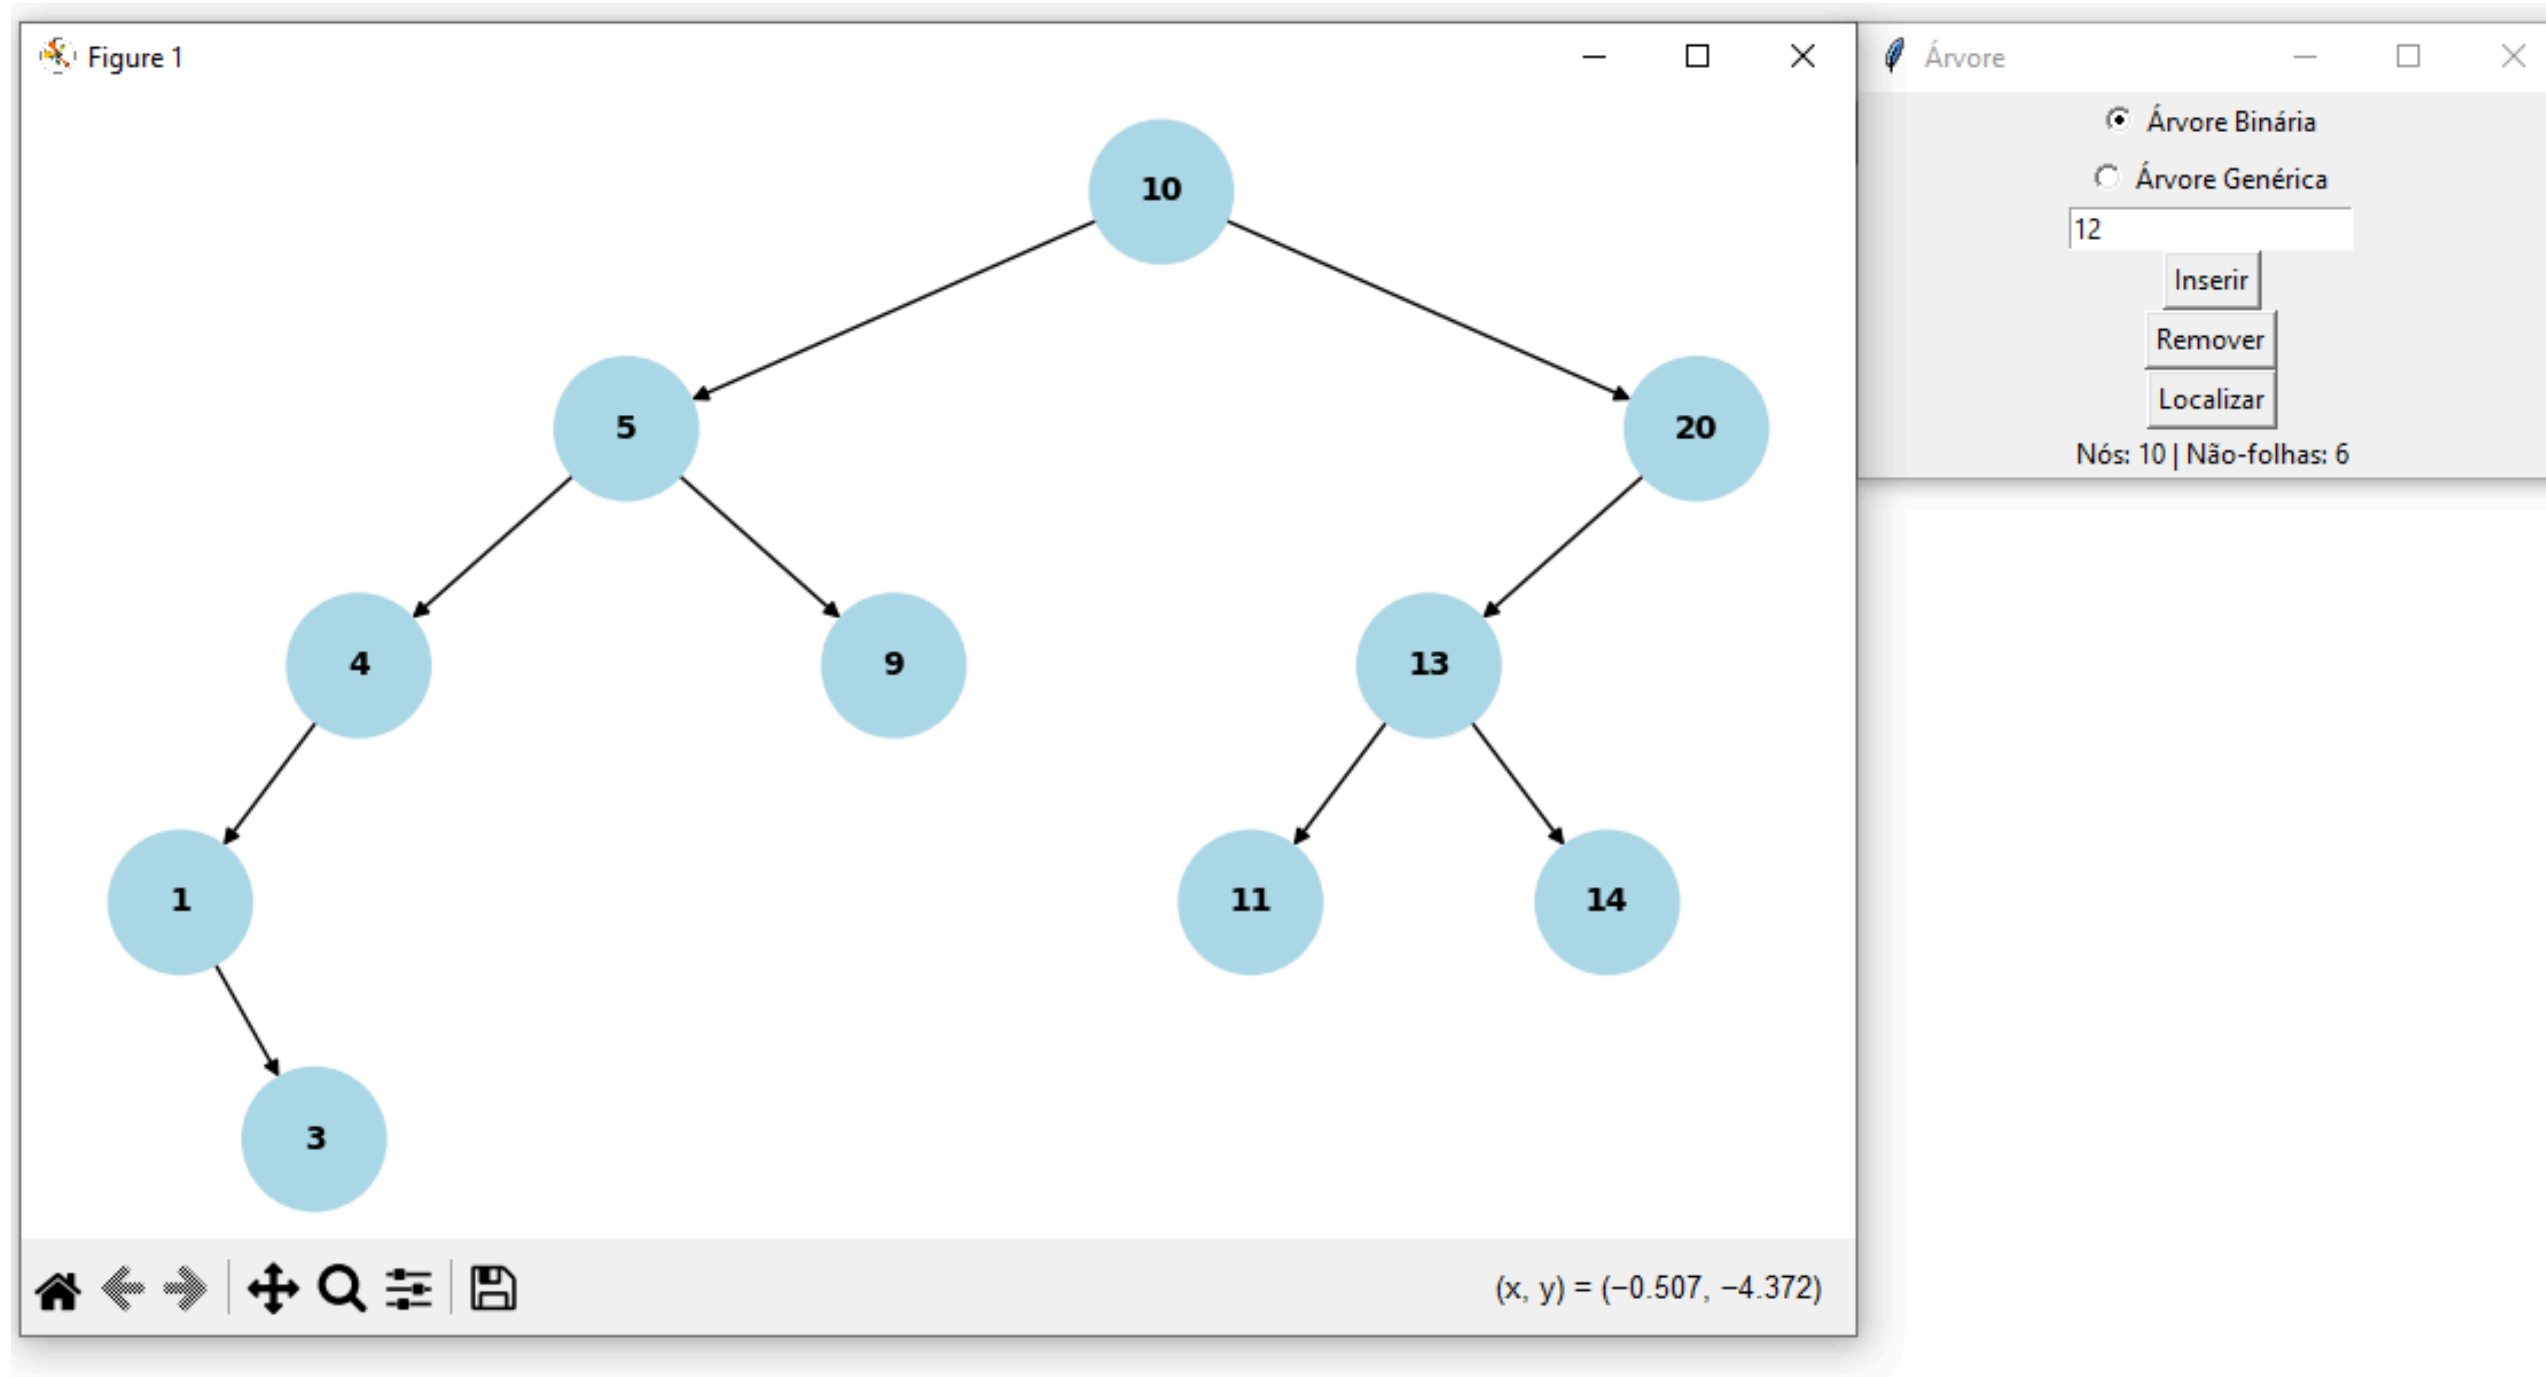 Figure 1
10
5
20
4
9
13
1
11
14
3
(x, y) = (−0.507, −4.372)
Árvore
Árvore Binária
Árvore Genérica
12
Inserir
Remover
Localizar
Nós: 10 | Não-folhas: 6